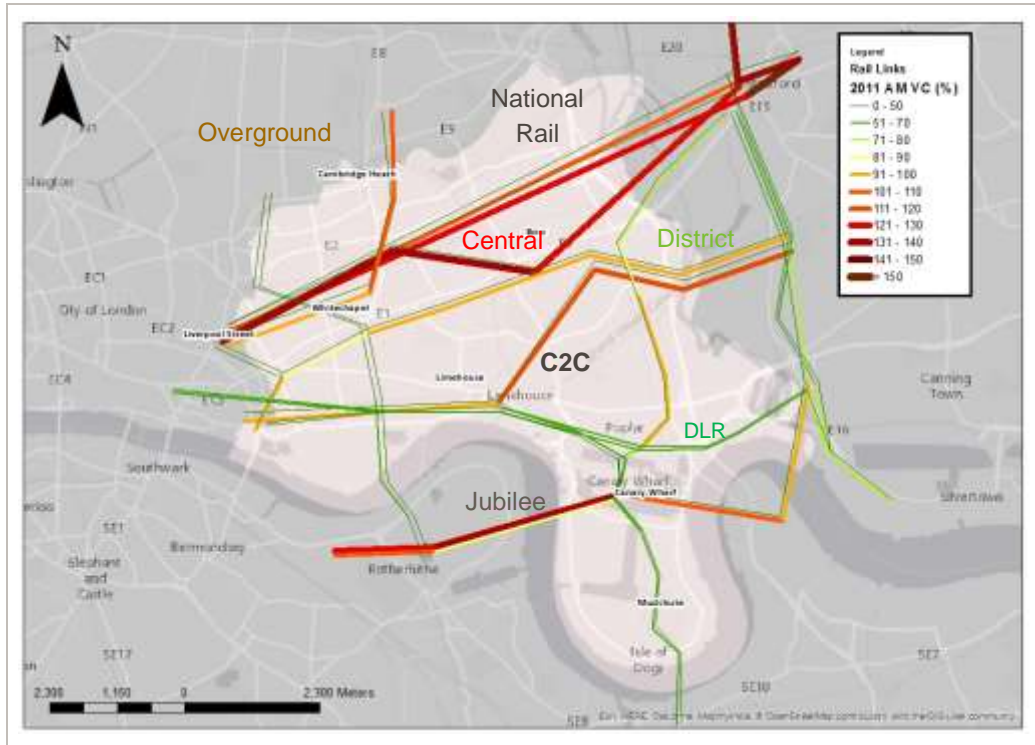 N
E8
E20
National
Rail
Overground
E9
N1
E15
Cambridge Heath
Central
District
E2
EC1
City of London
Whitechapel
E1
EC2
Liverpool Street
C2C
Limehouse
Limehouse
Canning
Town
Poplar
DLR
E16
Southwark
Canary Wharf
Canary Wharf
Silvertown
Jubilee
SE1
Bermondsey
Rotherhithe
Elephant
and
Castle
Mudchute
Isle of
Dogs
SE17
SE7
SE10
SE8
2,300 1,150 0 2,300 Meters
Legend
Rail Links
2011 AM VC (%)
0 - 50
51 - 70
71 - 80
81 - 90
91 - 100
101 - 110
111 - 120
121 - 130
131 - 140
141 - 150
150